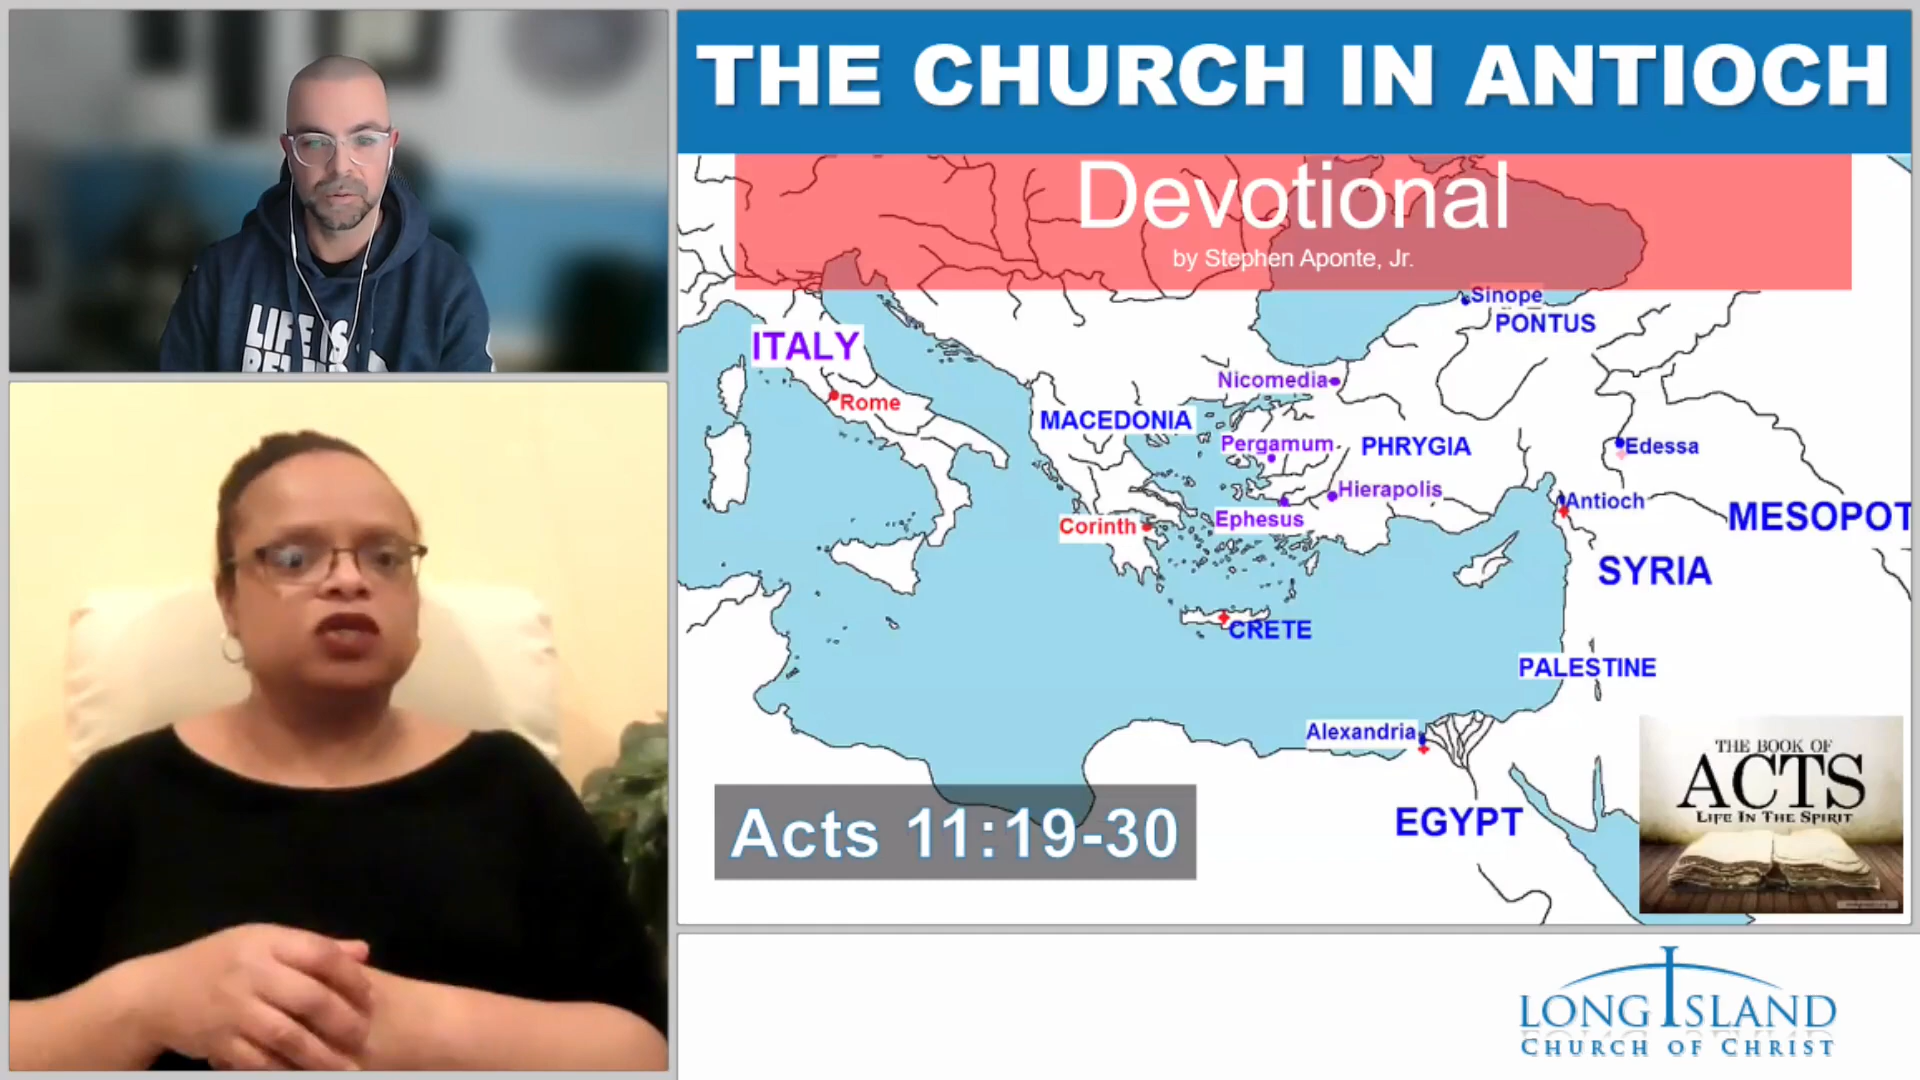 THE CHURCH IN ANTIOCH
Devotional
by Stephen Aponte, Jr.
LIFE IS
Sinope
PONTUS
ITALY
Nicomedia
Rome
MACEDONIA
Pergamum
PHRYGIA
Edessa
Hierapolis
Antioch
MESOPOT
Ephesus
Corinth
SYRIA
CRETE
PALESTINE
Alexandria
THE BOOK OF
ACTS
LIFE IN THE SPIRIT
Acts 11:19-30
EGYPT
LONG ISLAND
CHURCH OF CHRIST